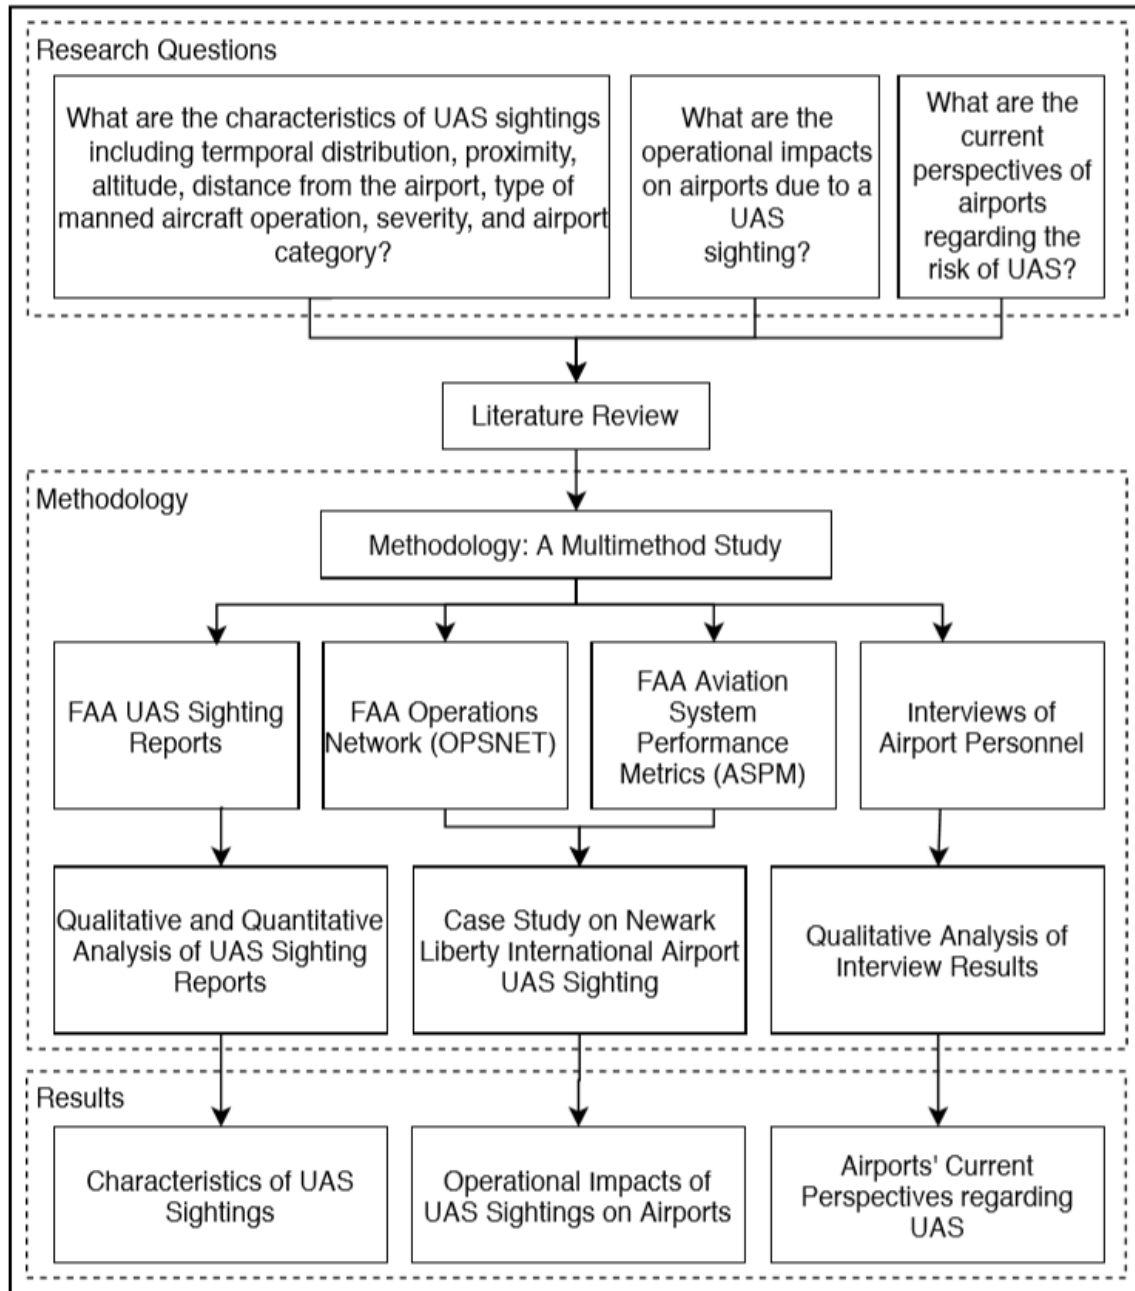 Research Questions
What are the characteristics of UAS sightings
including termporal distribution, proximity,
altitude, distance from the airport, type of
manned aircraft operation, severity, and airport
category?
What are the
operational impacts
on airports due to a
UAS
sighting?
What are the
current
perspectives of
airports
regarding the
risk of UAS?
Literature Review
Methodology
Methodology: A Multimethod Study
FAA UAS Sighting
Reports
FAA Operations
Network (OPSNET)
FAA Aviation
System
Performance
Metrics (ASPM)
Interviews of
Airport Personnel
Qualitative and Quantitative
Analysis of UAS Sighting
Reports
Case Study on Newark
Liberty International Airport
UAS Sighting
Qualitative Analysis of
Interview Results
Results
Characteristics of UAS
Sightings
Operational Impacts of
UAS Sightings on Airports
Airports' Current
Perspectives regarding
UAS